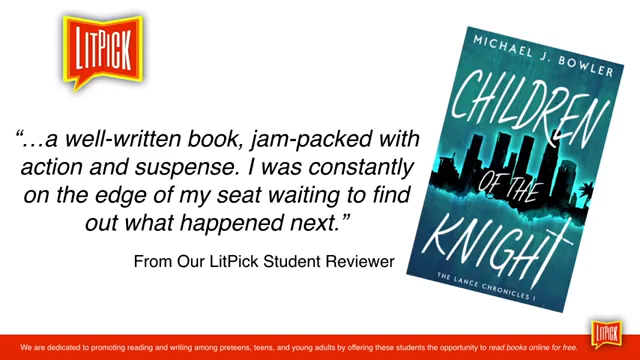 LITPICK
“…a well-written book, jam-packed with
action and suspense. I was constantly
on the edge of my seat waiting to find
out what happened next.”
From Our LitPick Student Reviewer
MICHAEL J. BOWLER
CHILDREN
OF THE
KNIGHT
THE LANCE CHRONICLES 1
We are dedicated to promoting reading and writing among preteens, teens, and young adults by offering these students the opportunity to read books online for free.
LITPICK